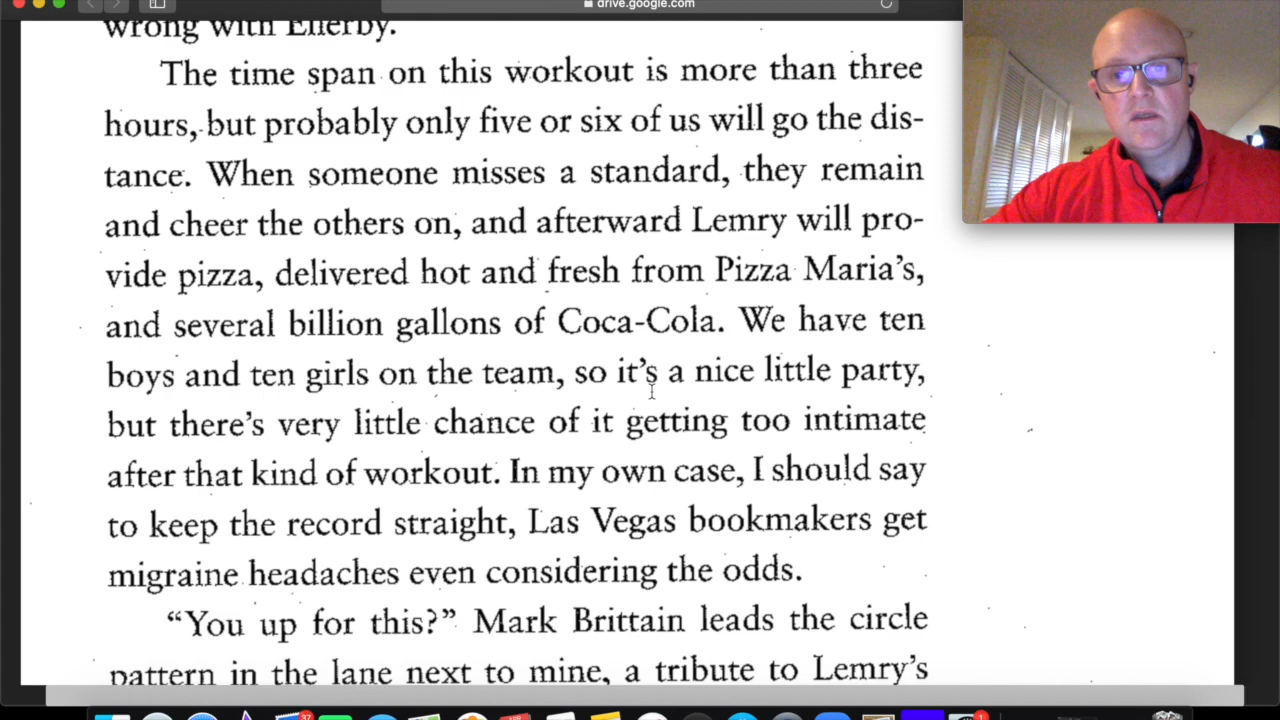 drive.google.com
wrong with Ellerby.
The time span on this workout is more than three
hours, but probably only five or six of us will go the dis-
tance. When someone misses a standard, they remain
and cheer the others on, and afterward Lemry will pro-
vide pizza, delivered hot and fresh from Pizza Maria's,
and several billion gallons of Coca-Cola. We have ten
boys and ten girls on the team, so it's a nice little party,
but there's very little chance of it getting too intimate
after that kind of workout. In my own case, I should say
to keep the record straight, Las Vegas bookmakers get
migraine headaches even considering the odds.
“You up for this?” Mark Brittain leads the circle
pattern in the lane next to mine, a tribute to Lemry's
37
1